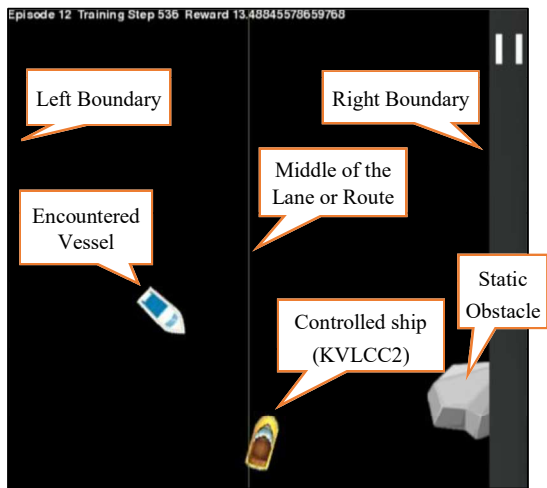 Episode 12 Training Step 536 Reward 13.48845578659768
Left Boundary
Right Boundary
Middle of the
Lane or Route
Encountered
Vessel
Static
Obstacle
Controlled ship
(KVLCC2)